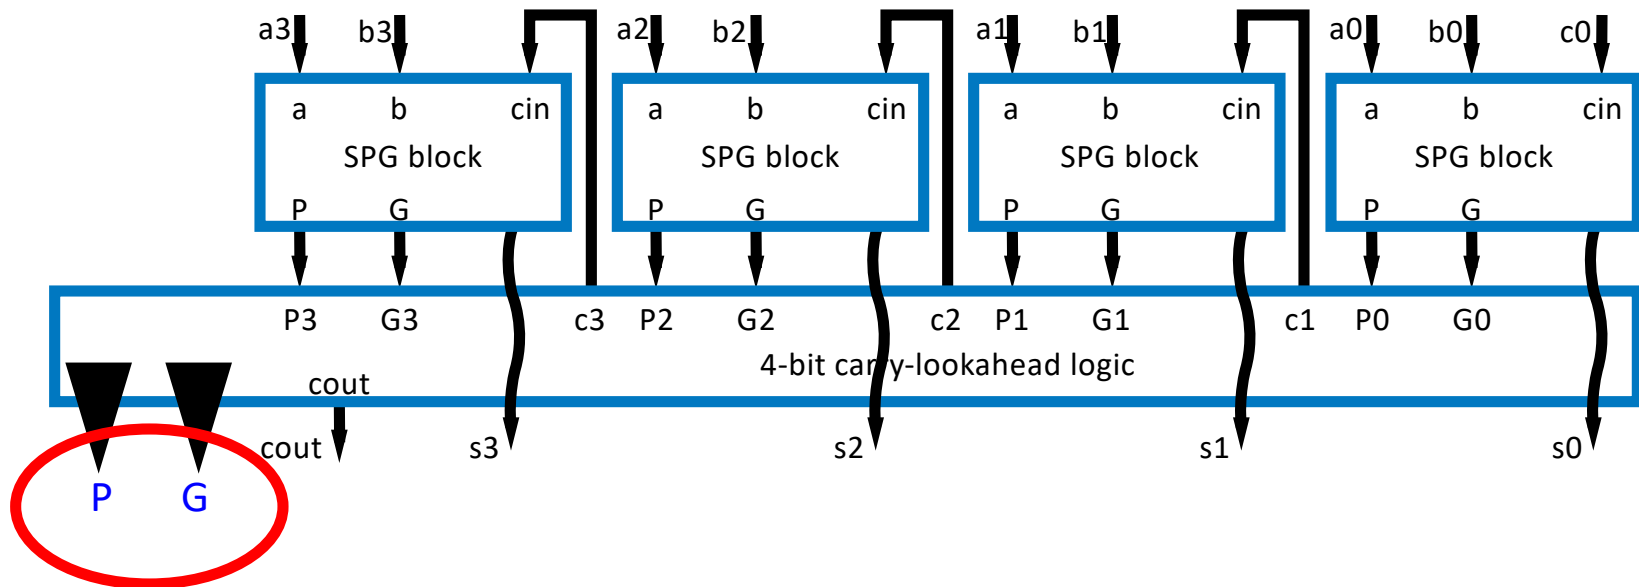 a3 b3 a2 b2 a1 b1 a0 b0 c0
a b cin a b cin a b cin a b cin
SPG block SPG block SPG block SPG block
P G P G P G P G
P3 G3 c3 P2 G2 c2 P1 G1 c1 P0 G0
4-bit carry-lookahead logic
cout
cout s3 s2 s1 s0
P G